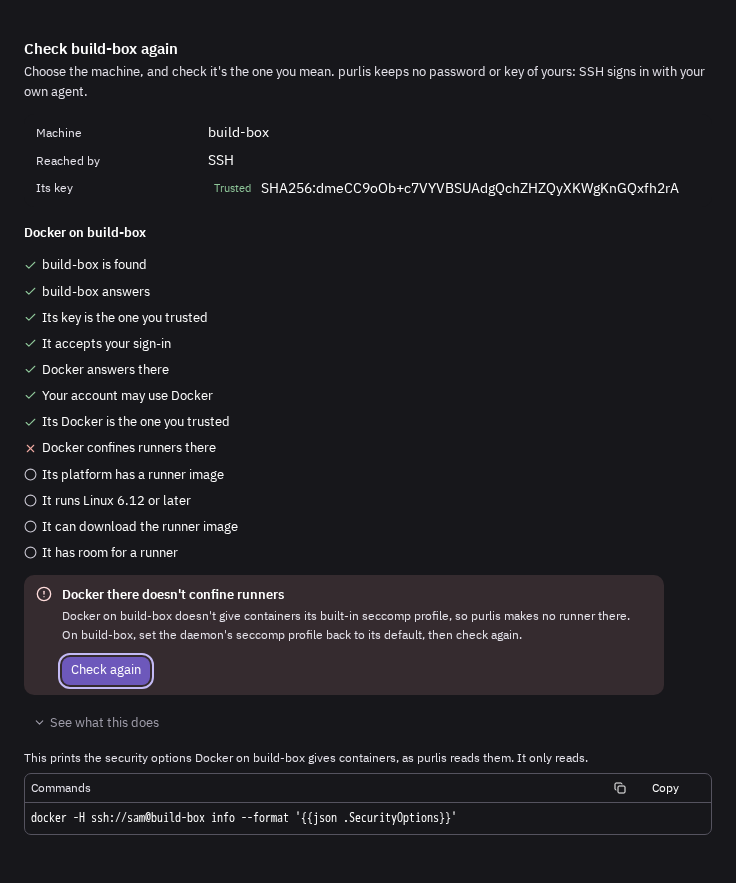 Check build-box again
Choose the machine, and check it's the one you mean. purlis keeps no password or key of yours: SSH signs in with your
own agent.
Machine build-box
Reached by SSH
Its key Trusted SHA256:dmeCC9oOb+c7VYVBSUAdgQchZHZQyXKWgKnGQxfh2rA
Docker on build-box
build-box is found
build-box answers
Its key is the one you trusted
It accepts your sign-in
Docker answers there
Your account may use Docker
Its Docker is the one you trusted
Docker confines runners there
Its platform has a runner image
It runs Linux 6.12 or later
It can download the runner image
It has room for a runner
Docker there doesn't confine runners
Docker on build-box doesn't give containers its built-in seccomp profile, so purlis makes no runner there.
On build-box, set the daemon's seccomp profile back to its default, then check again.
Check again
See what this does
This prints the security options Docker on build-box gives containers, as purlis reads them. It only reads.
Commands Copy
docker -H ssh://sam@build-box info --format '{{json .SecurityOptions}}'